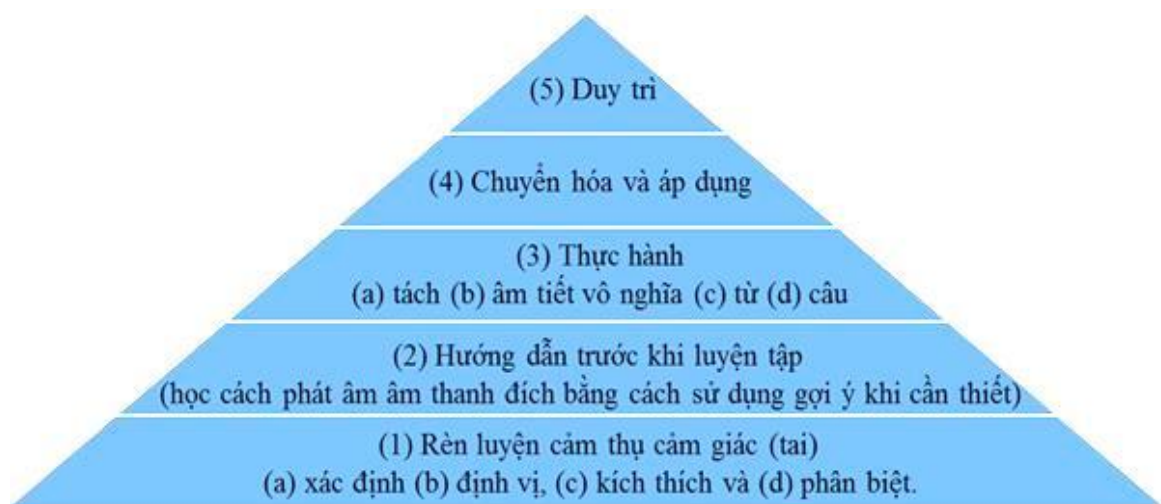 (5) Duy trì
(4) Chuyển hóa và áp dụng
(3) Thực hành
(a) tách (b) âm tiết vô nghĩa (c) từ (d) câu
(2) Hướng dẫn trước khi luyện tập
(học cách phát âm âm thanh đích bằng cách sử dụng gợi ý khi cần thiết)
(1) Rèn luyện cảm thụ cảm giác (tai)
(a) xác định (b) định vị, (c) kích thích và (d) phân biệt.